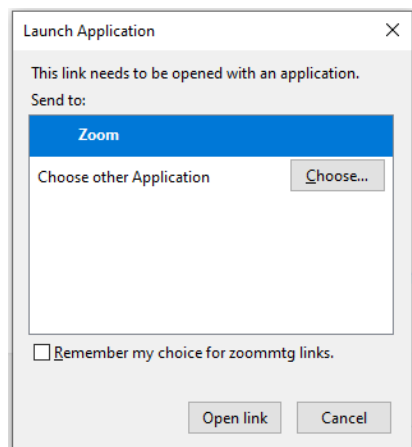 Launch Application
This link needs to be opened with an application.
Send to:
Zoom
Choose other Application Choose...
Remember my choice for zoommtg links.
Open link Cancel